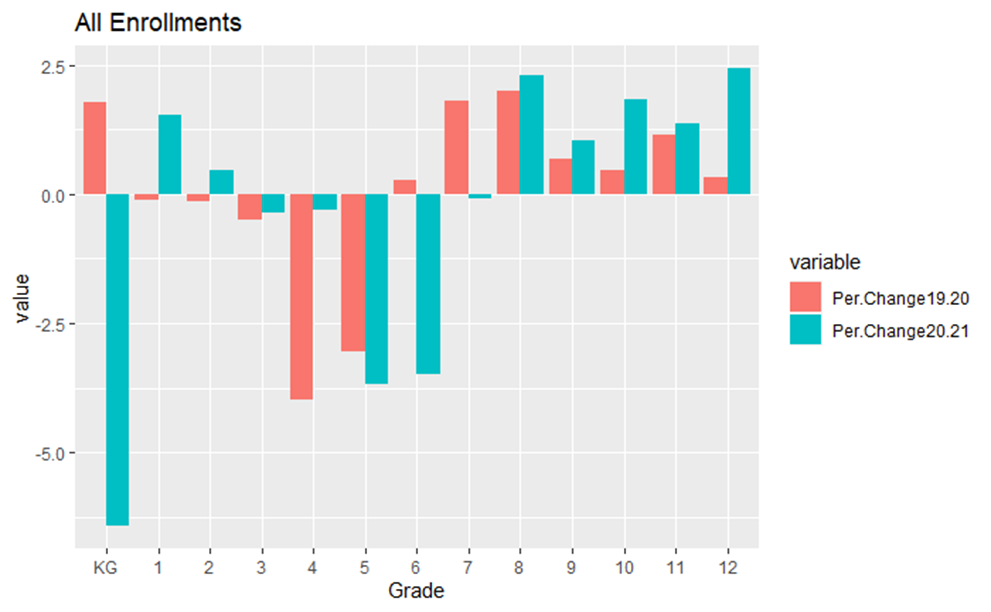 All Enrollments
2.5
0.0
-2.5
-5.0
value
KG 1 2 3 4 5 6 7 8 9 10 11 12
Grade
variable
Per.Change19.20
Per.Change20.21